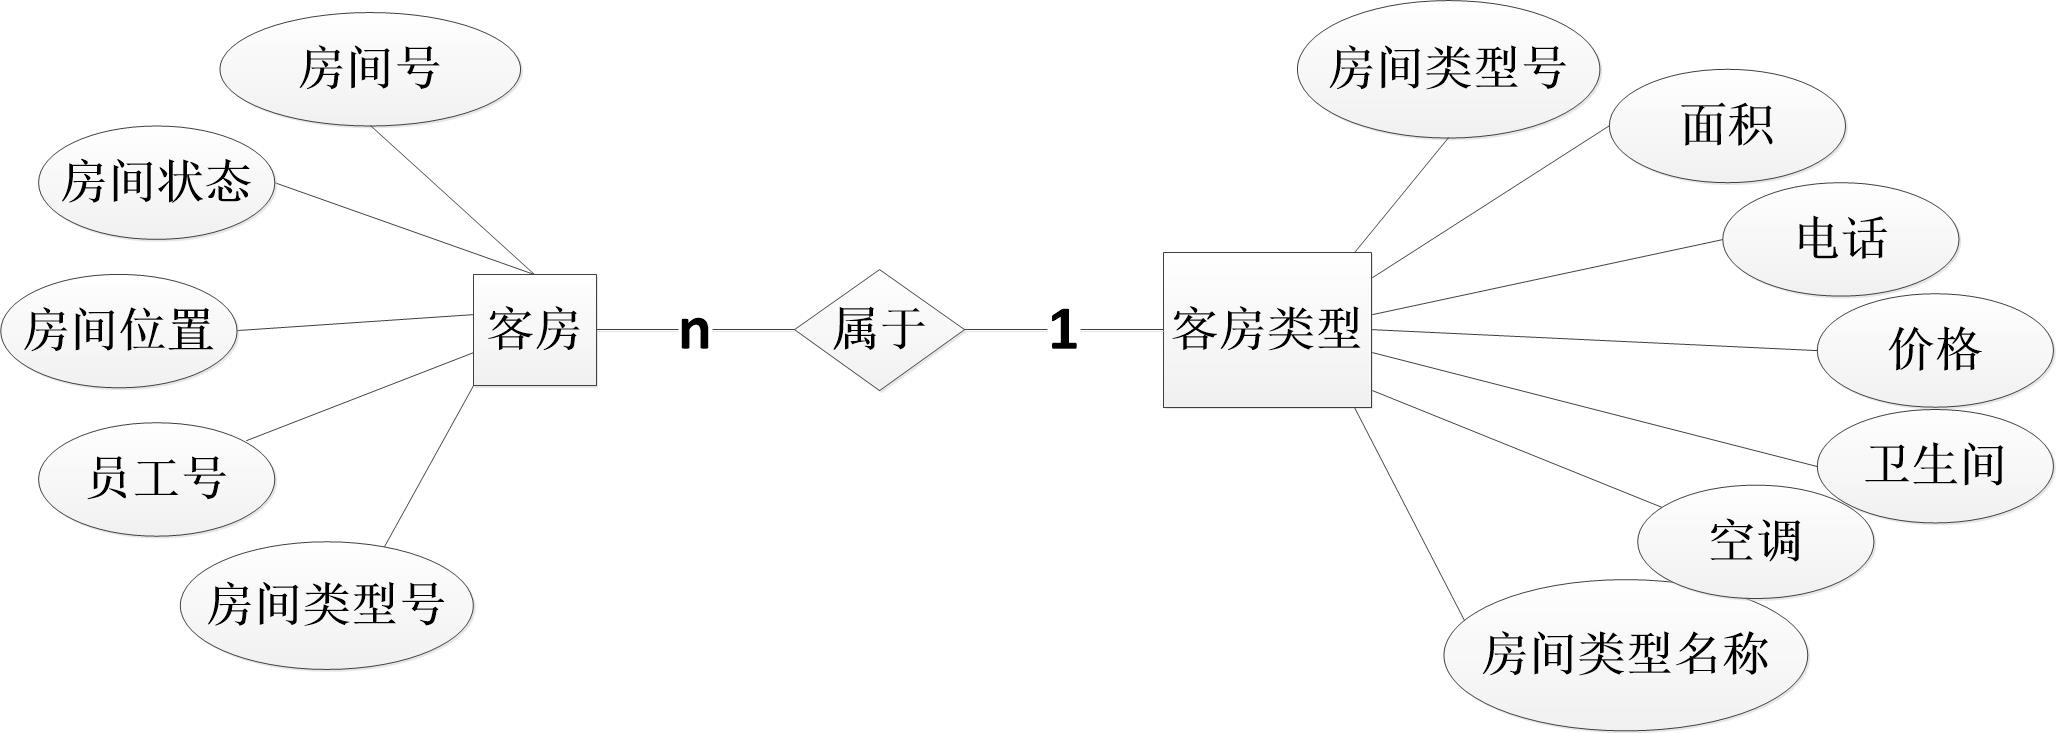 房间号
房间状态
房间位置
员工号
房间类型号
客房
n
属于
1
客房类型
房间类型号
面积
电话
价格
卫生间
空调
房间类型名称